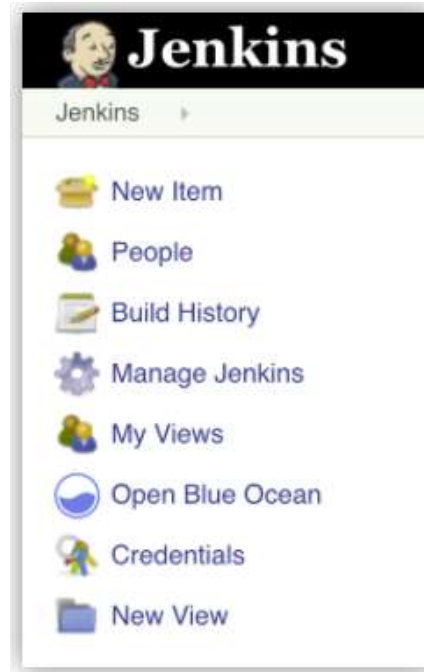 Jenkins
Jenkins
New Item
People
Build History
Manage Jenkins
My Views
Open Blue Ocean
Credentials
New View